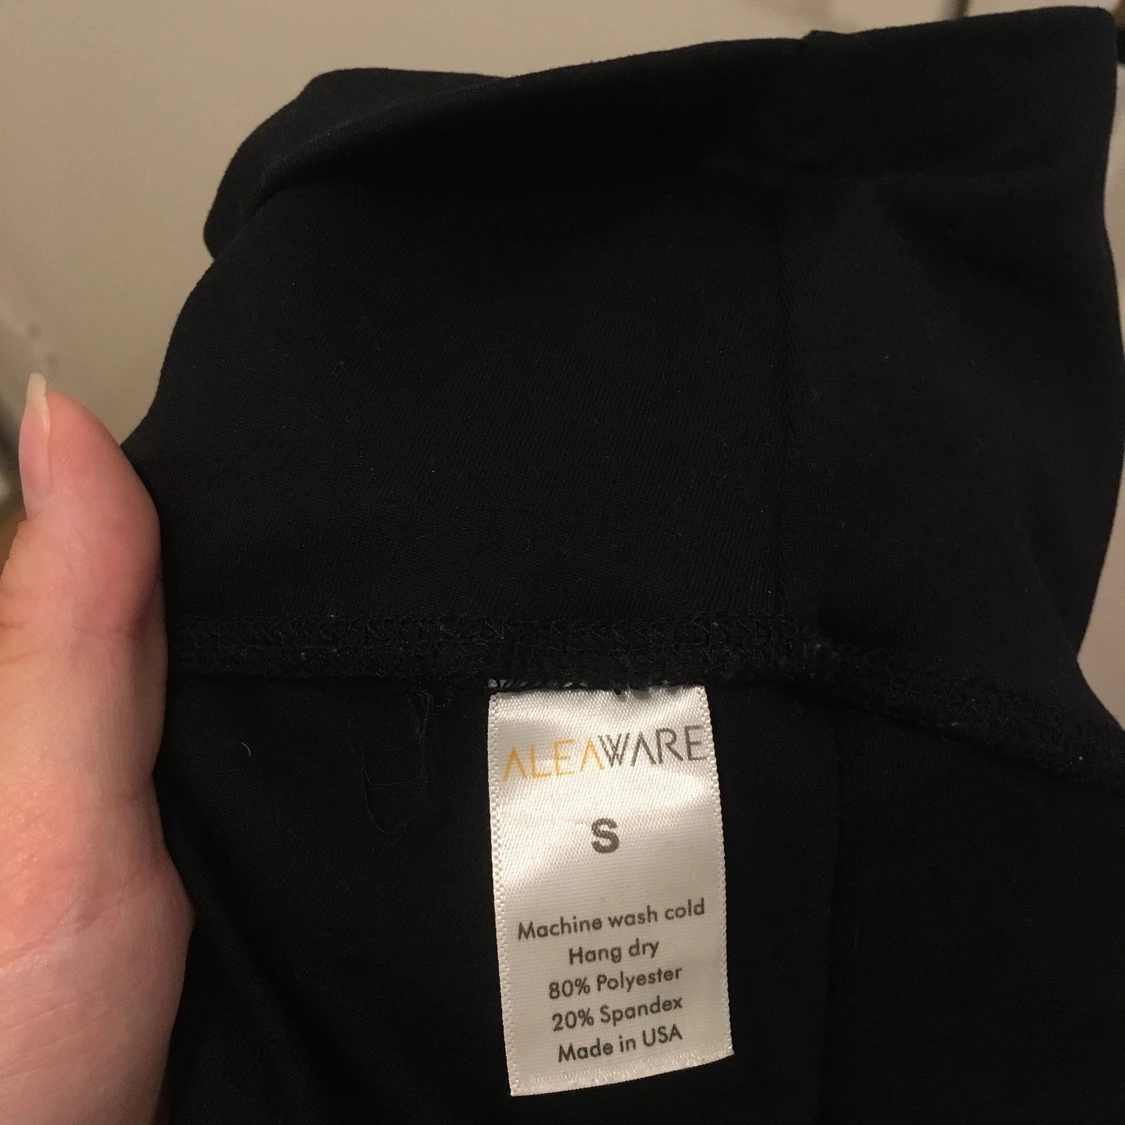 ALEAWARE
S
Machine wash cold
Hang dry
80% Polyester
20% Spandex
Made in USA